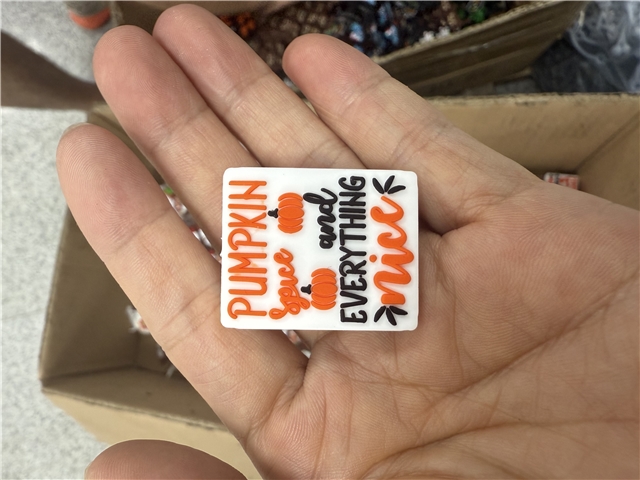 PUMPKIN
Spice and
EVERYTHING
nice